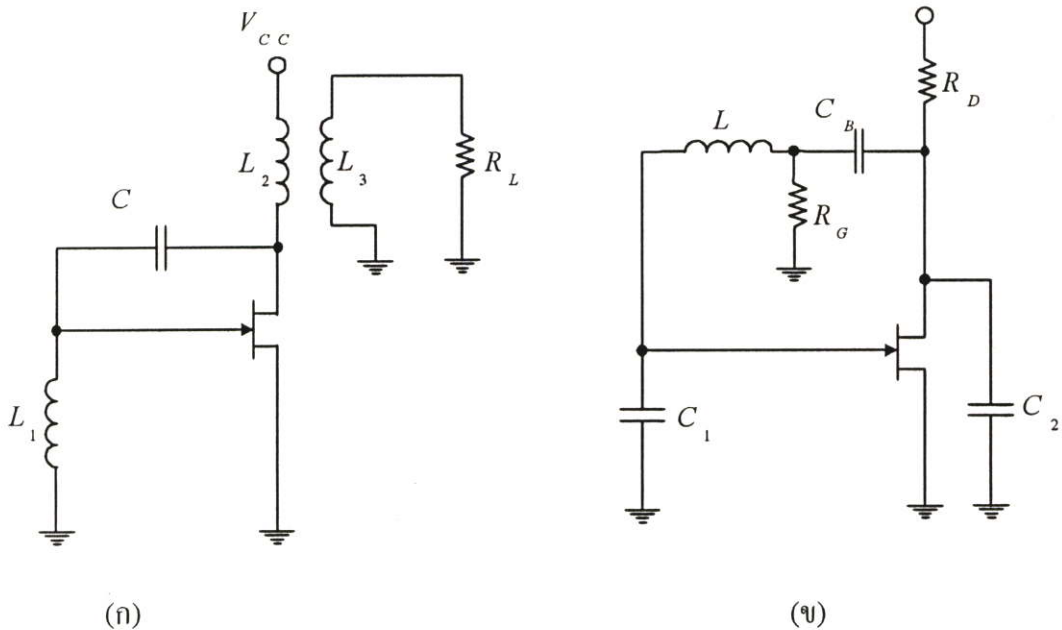 V_CC
L_2
L_3
R_L
C
L_1
(ก)
R_D
C_B
L
R_G
C_1
C_2
(ข)